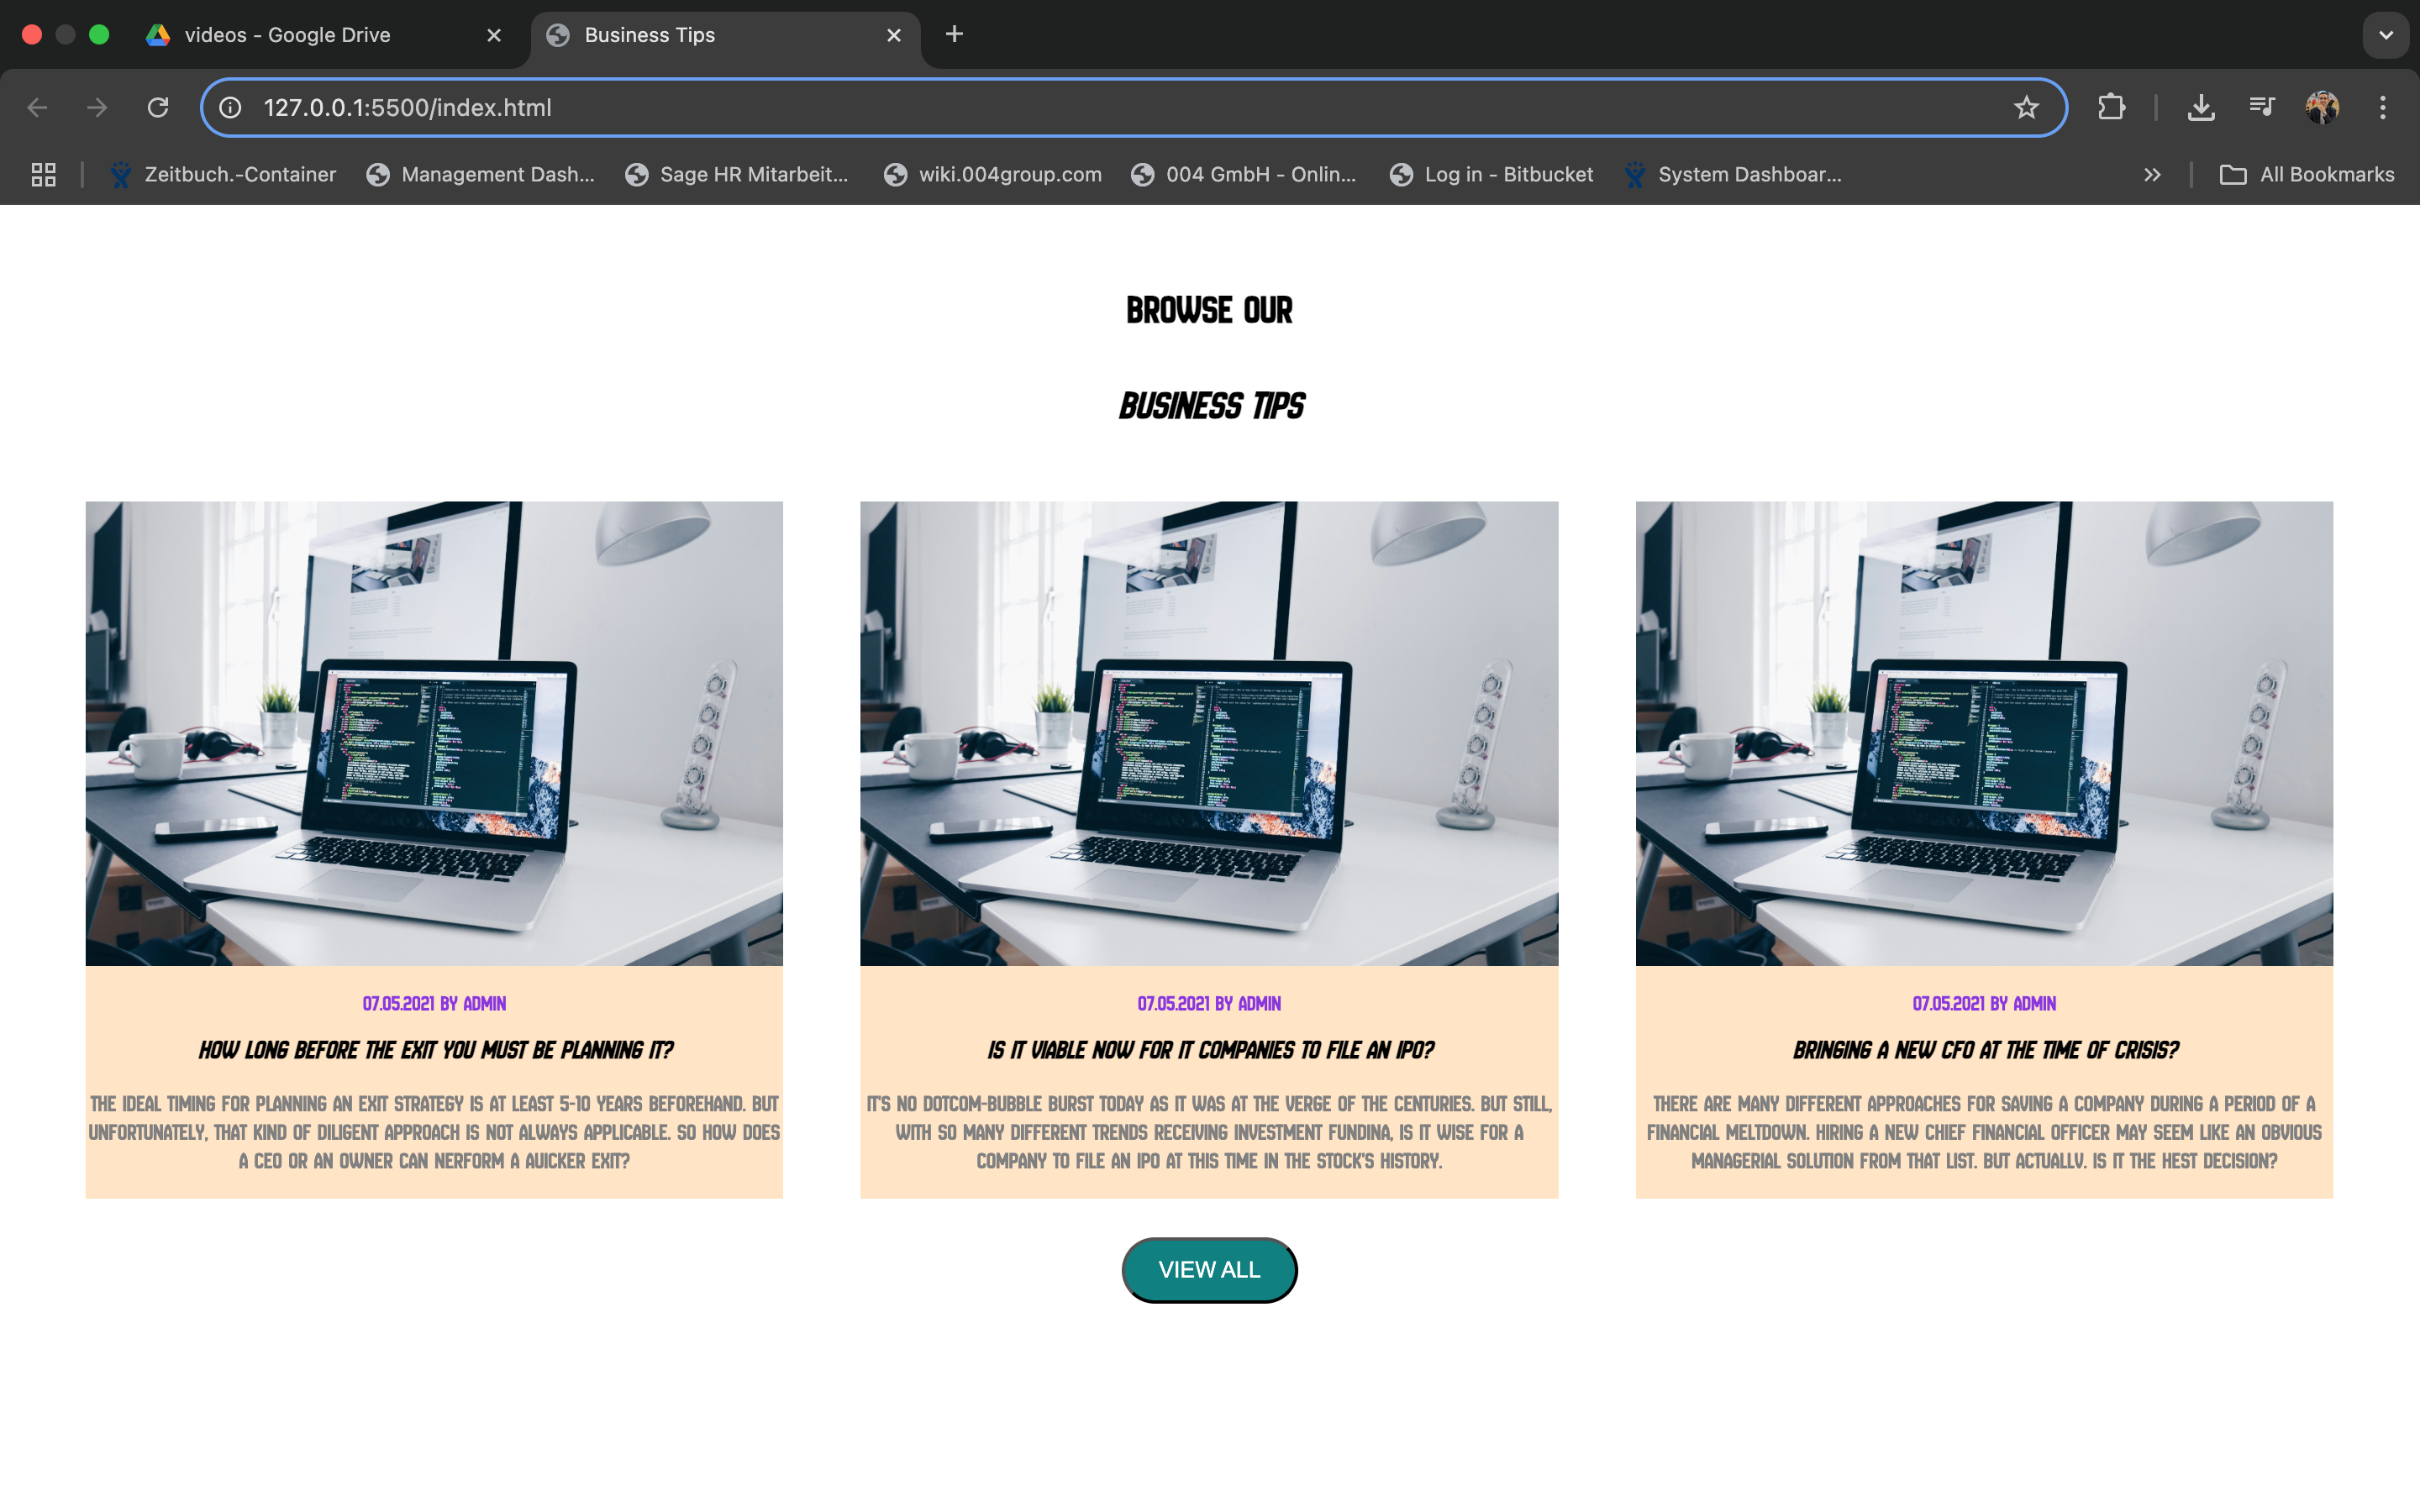 videos - Google Drive
Business Tips
127.0.0.1:5500/index.html
Zeitbuch.-Container
Management Dash...
Sage HR Mitarbeit...
wiki.004group.com
004 GmbH - Onlin...
Log in - Bitbucket
System Dashboar...
All Bookmarks
BROWSE OUR
BUSINESS TIPS
07.05.2021 BY ADMIN
HOW LONG BEFORE THE EXIT YOU MUST BE PLANNING IT?
THE IDEAL TIMING FOR PLANNING AN EXIT STRATEGY IS AT LEAST 5-10 YEARS BEFOREHAND. BUT
UNFORTUNATELY, THAT KIND OF DILIGENT APPROACH IS NOT ALWAYS APPLICABLE. SO HOW DOES
A CEO OR AN OWNER CAN NERFORM A AUICKER EXIT?
07.05.2021 BY ADMIN
IS IT VIABLE NOW FOR IT COMPANIES TO FILE AN IPO?
IT'S NO DOTCOM-BUBBLE BURST TODAY AS IT WAS AT THE VERGE OF THE CENTURIES. BUT STILL,
WITH SO MANY DIFFERENT TRENDS RECEIVING INVESTMENT FUNDINA, IS IT WISE FOR A
COMPANY TO FILE AN IPO AT THIS TIME IN THE STOCK'S HISTORY.
07.05.2021 BY ADMIN
BRINGING A NEW CFO AT THE TIME OF CRISIS?
THERE ARE MANY DIFFERENT APPROACHES FOR SAVING A COMPANY DURING A PERIOD OF A
FINANCIAL MELTDOWN. HIRING A NEW CHIEF FINANCIAL OFFICER MAY SEEM LIKE AN OBVIOUS
MANAGERIAL SOLUTION FROM THAT LIST. BUT ACTUALLV. IS IT THE HEST DECISION?
VIEW ALL